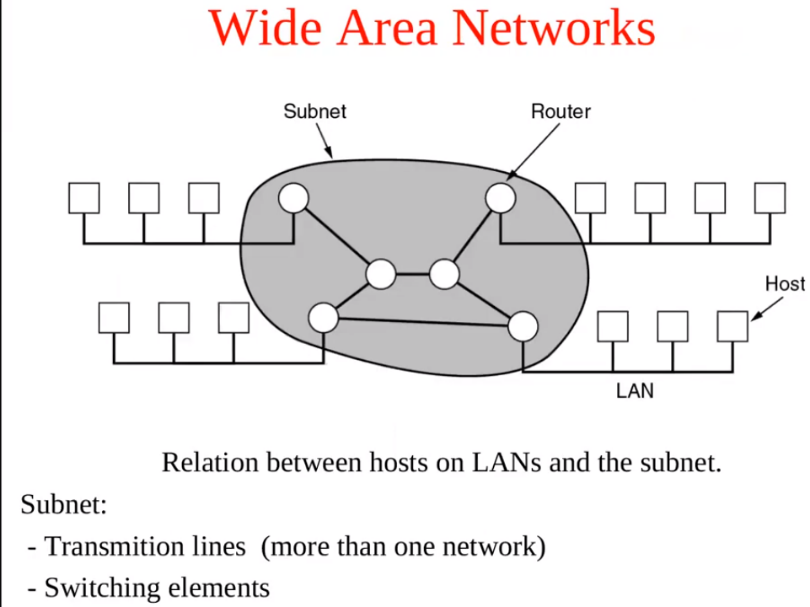 Wide Area Networks
Subnet
Router
Host
LAN
Relation between hosts on LANs and the subnet.
Subnet:
- Transmition lines (more than one network)
- Switching elements